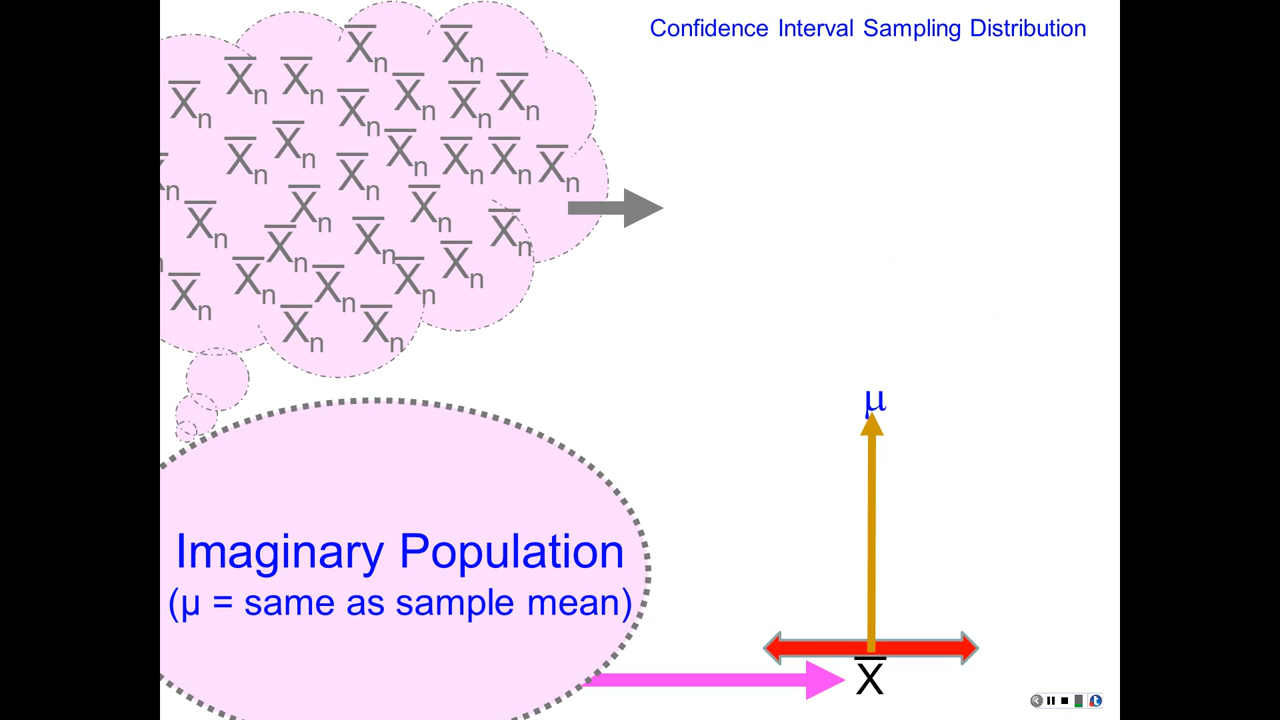 Confidence Interval Sampling Distribution
X̅n X̅n
X̅n X̅n X̅n X̅n X̅n X̅n X̅n
X̅n X̅n X̅n X̅n X̅n X̅n X̅n
n X̅n X̅n X̅n X̅n
X̅n X̅n X̅n
n X̅n X̅n X̅n X̅n
X̅n X̅n
μ
Imaginary Population
(μ = same as sample mean)
X̅